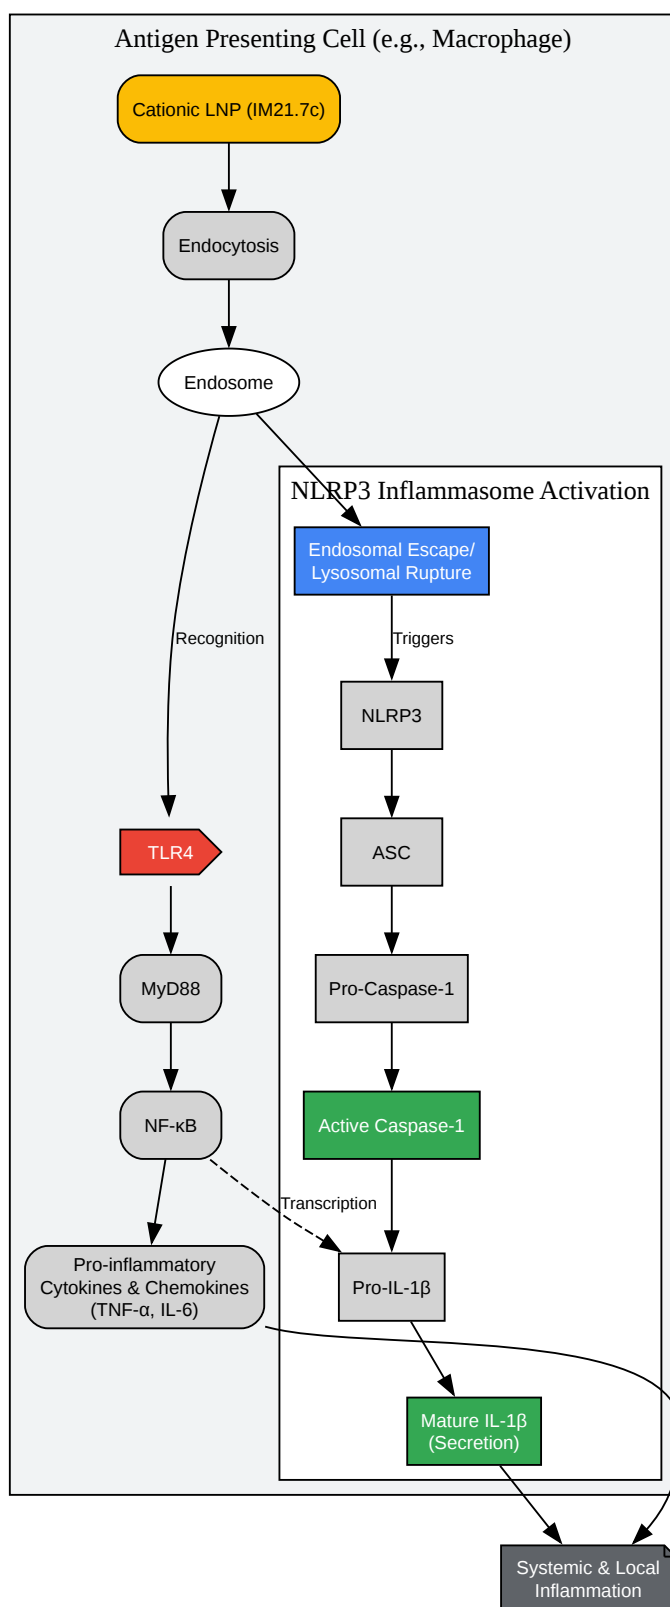 Antigen Presenting Cell (e.g., Macrophage)
Cationic LNP (IM21.7c)
Endocytosis
Endosome
NLRP3 Inflammasome Activation
Endosomal Escape/
Lysosomal Rupture
Recognition
Triggers
NLRP3
TLR4
ASC
MyD88
Pro-Caspase-1
NF-κB
Active Caspase-1
Transcription
Pro-inflammatory
Cytokines & Chemokines
(TNF-α, IL-6)
Pro-IL-1β
Mature IL-1β
(Secretion)
Systemic & Local
Inflammation